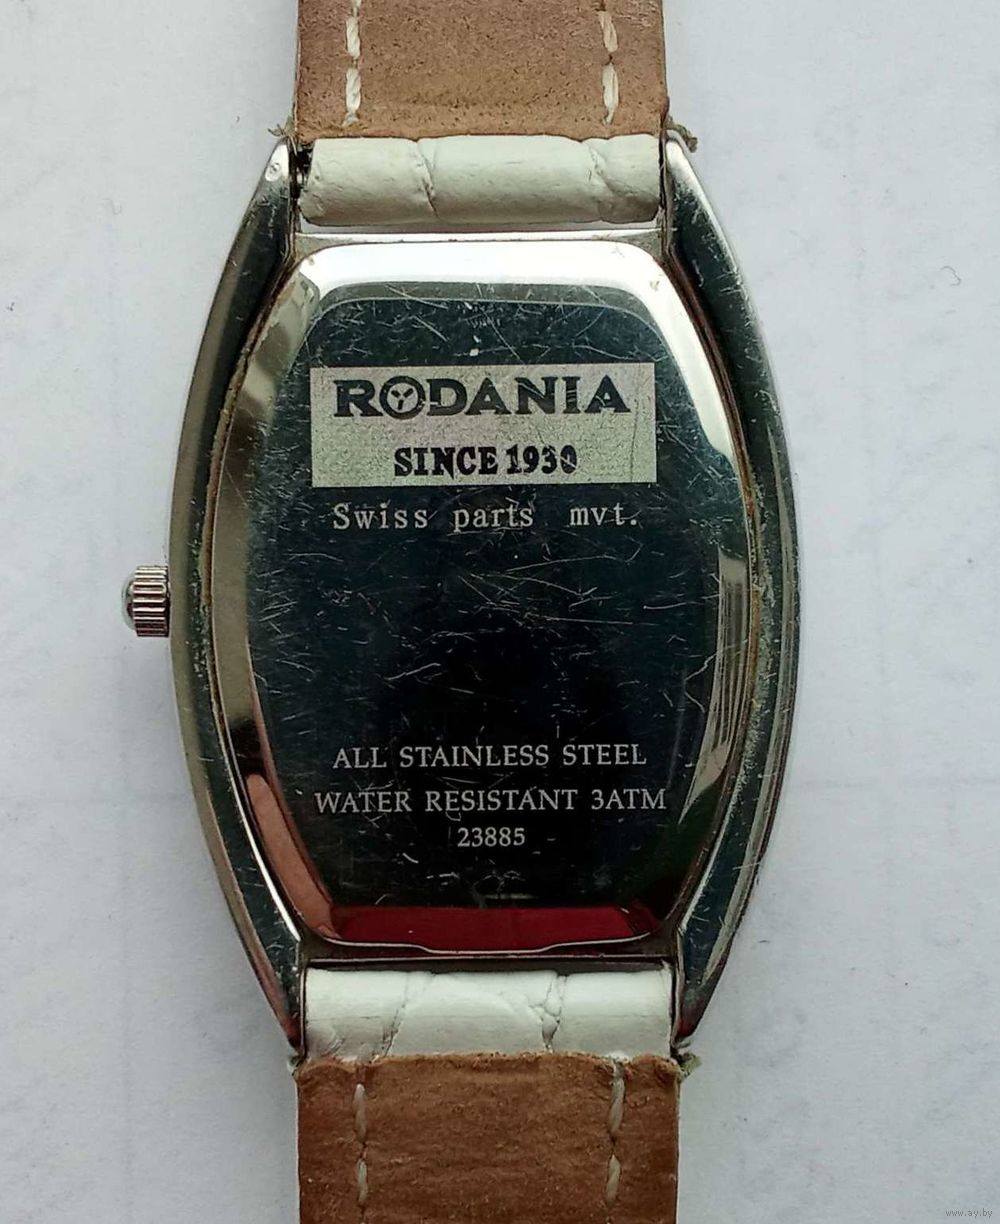 RODANIA
SINCE 1930
Swiss parts mvt.
ALL STAINLESS STEEL
WATER RESISTANT 3ATM
23885
www.ay.by